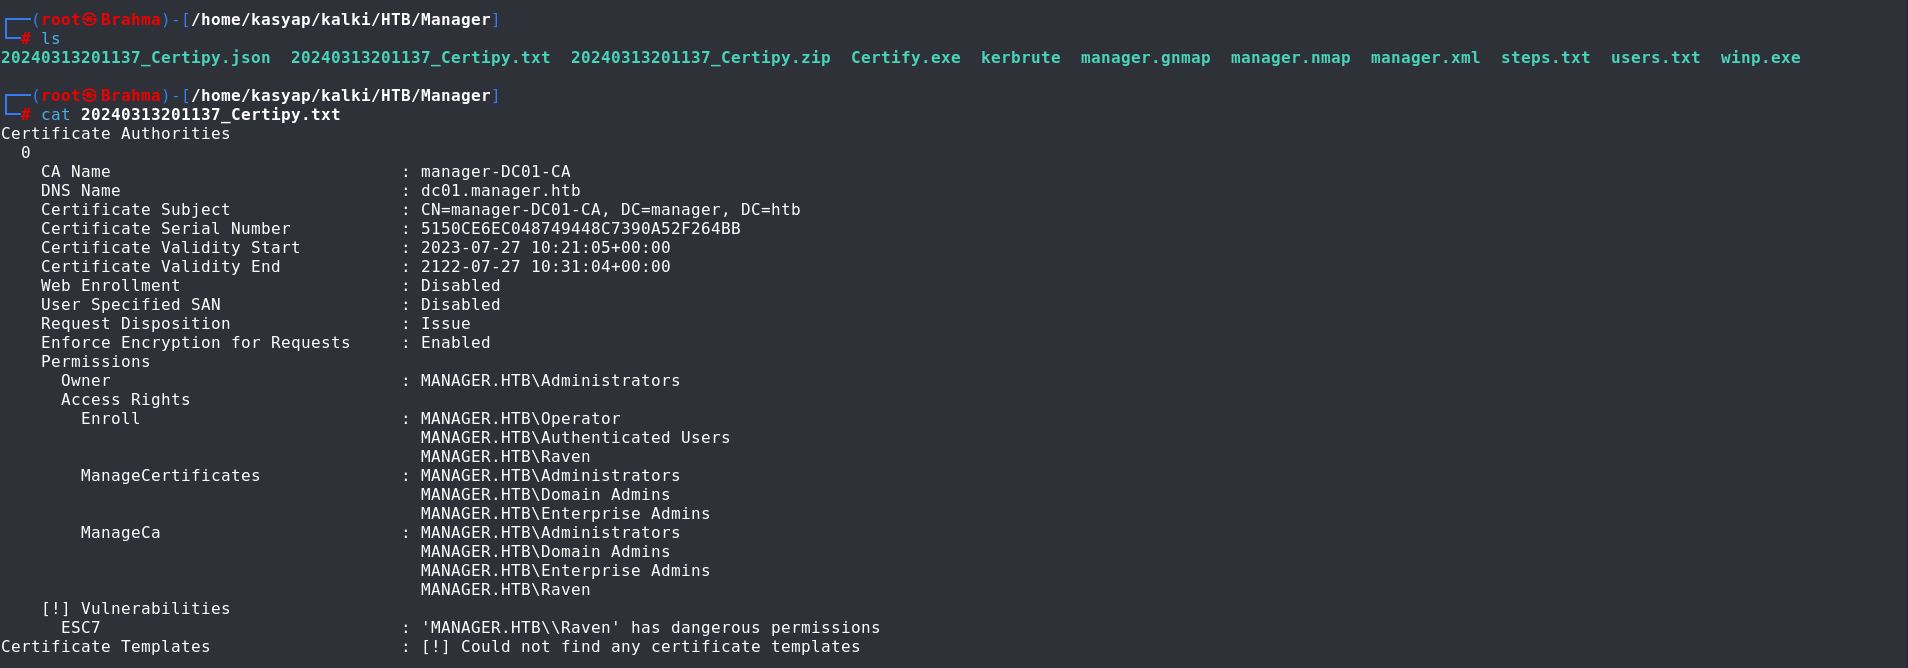 ┌──(root㉿Brahma)-[/home/kasyap/kalki/HTB/Manager]
└─# ls
20240313201137_Certipy.json  20240313201137_Certipy.txt  20240313201137_Certipy.zip  Certify.exe  kerbrute  manager.gnmap  manager.nmap  manager.xml  steps.txt  users.txt  winp.exe

┌──(root㉿Brahma)-[/home/kasyap/kalki/HTB/Manager]
└─# cat 20240313201137_Certipy.txt
Certificate Authorities
  0
    CA Name                             : manager-DC01-CA
    DNS Name                            : dc01.manager.htb
    Certificate Subject                 : CN=manager-DC01-CA, DC=manager, DC=htb
    Certificate Serial Number           : 5150CE6EC048749448C7390A52F264BB
    Certificate Validity Start          : 2023-07-27 10:21:05+00:00
    Certificate Validity End            : 2122-07-27 10:31:04+00:00
    Web Enrollment                      : Disabled
    User Specified SAN                  : Disabled
    Request Disposition                 : Issue
    Enforce Encryption for Requests     : Enabled
    Permissions
      Owner                             : MANAGER.HTB\Administrators
      Access Rights
        Enroll                          : MANAGER.HTB\Operator
                                          MANAGER.HTB\Authenticated Users
                                          MANAGER.HTB\Raven
        ManageCertificates              : MANAGER.HTB\Administrators
                                          MANAGER.HTB\Domain Admins
                                          MANAGER.HTB\Enterprise Admins
        ManageCa                        : MANAGER.HTB\Administrators
                                          MANAGER.HTB\Domain Admins
                                          MANAGER.HTB\Enterprise Admins
                                          MANAGER.HTB\Raven
    [!] Vulnerabilities
      ESC7                              : 'MANAGER.HTB\\Raven' has dangerous permissions
Certificate Templates                   : [!] Could not find any certificate templates